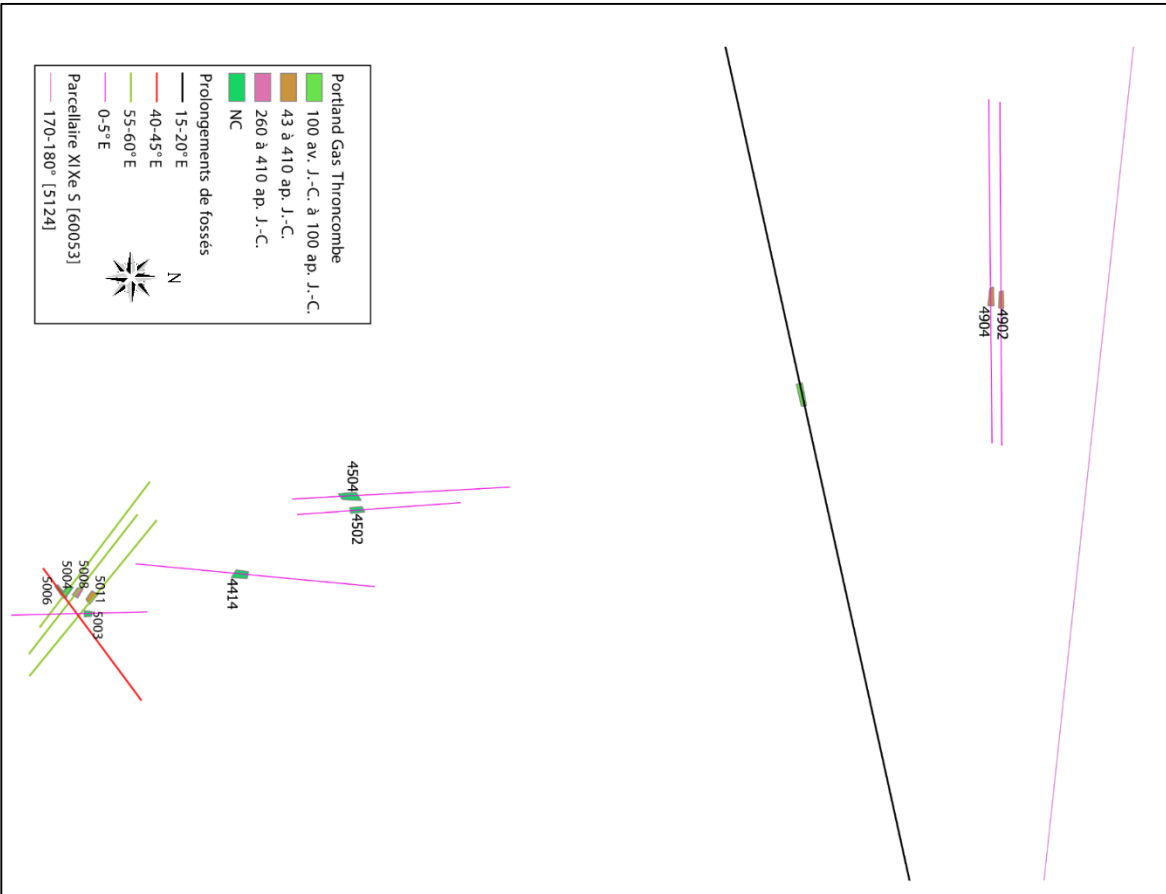 Portland Gas Throncombe
100 av. J.-C. à 100 ap. J.-C.
43 à 410 ap. J.-C.
260 à 410 ap. J.-C.
NC
Prolongements de fossés
15-20°E
40-45°E
55-60°E
0-5°E
Parcellaire XIXe S [60053]
170-180° [5124]
N
4902
4904
4504
4502
4414
5011
5008
5004
5006
5003